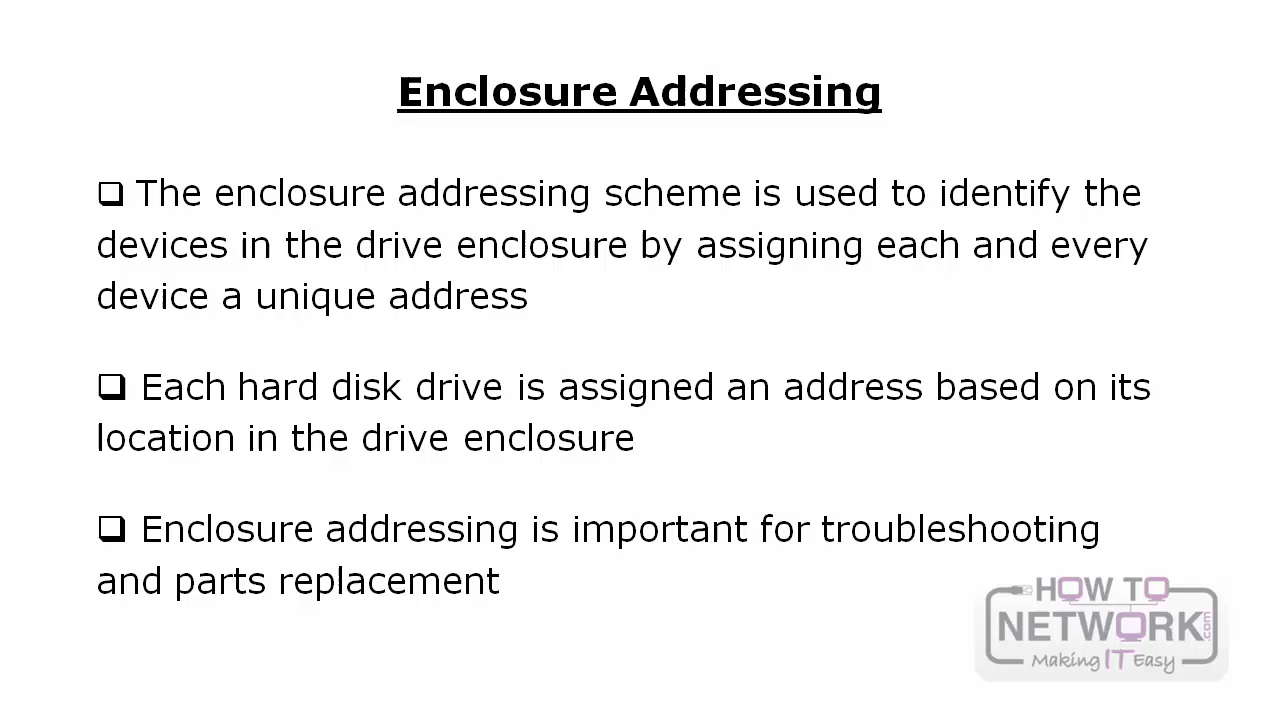 Enclosure Addressing
❑ The enclosure addressing scheme is used to identify the
devices in the drive enclosure by assigning each and every
device a unique address
❑ Each hard disk drive is assigned an address based on its
location in the drive enclosure
❑ Enclosure addressing is important for troubleshooting
and parts replacement
HOW TO
NETWORK.com
Making IT Easy